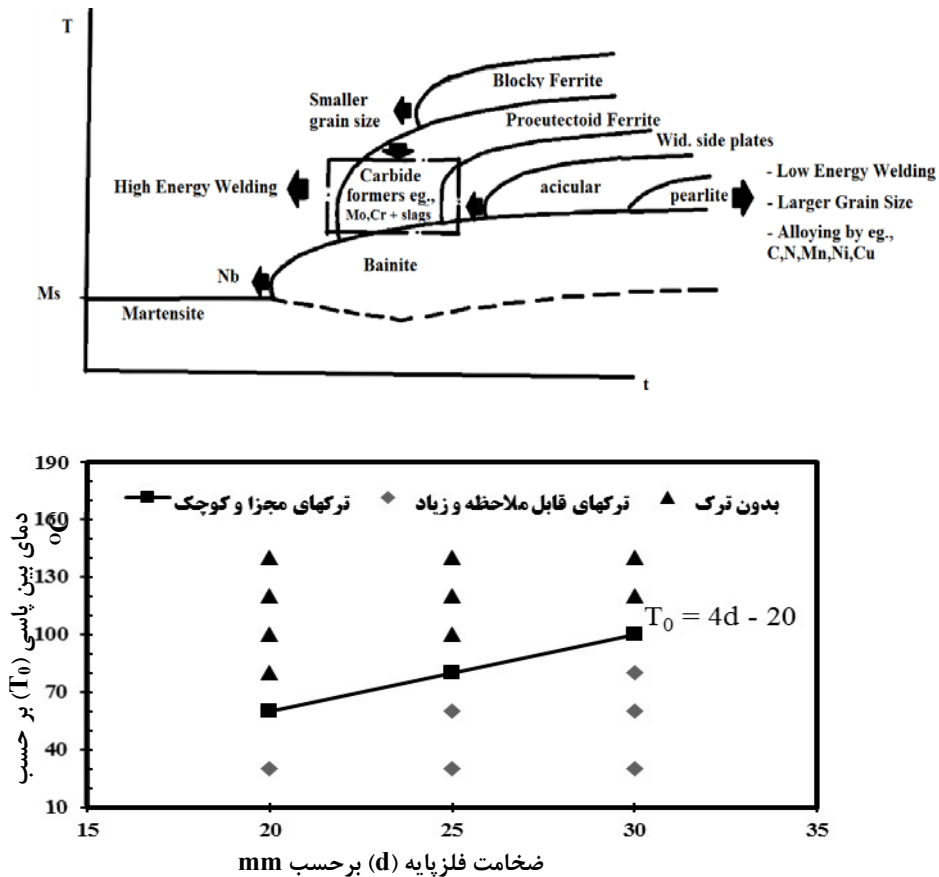 T
Blocky Ferrite
Smaller
grain size
Proeutectoid Ferrite
Wid. side plates
High Energy Welding
Carbide
formers eg.,
Mo,Cr + slags
acicular
pearlite
- Low Energy Welding
- Larger Grain Size
- Alloying by eg.,
C,N,Mn,Ni,Cu
Bainite
Nb
Ms
Martensite
t
190
160
130
100
70
40
10
ترکهای مجزا و کوچک
ترکهای قابل ملاحظه و زیاد
بدون ترک
T₀ = 4d - 20
دمای بین پاسی (T₀) بر حسب
15
20
25
30
35
ضخامت فلزپایه (d) برحسب mm